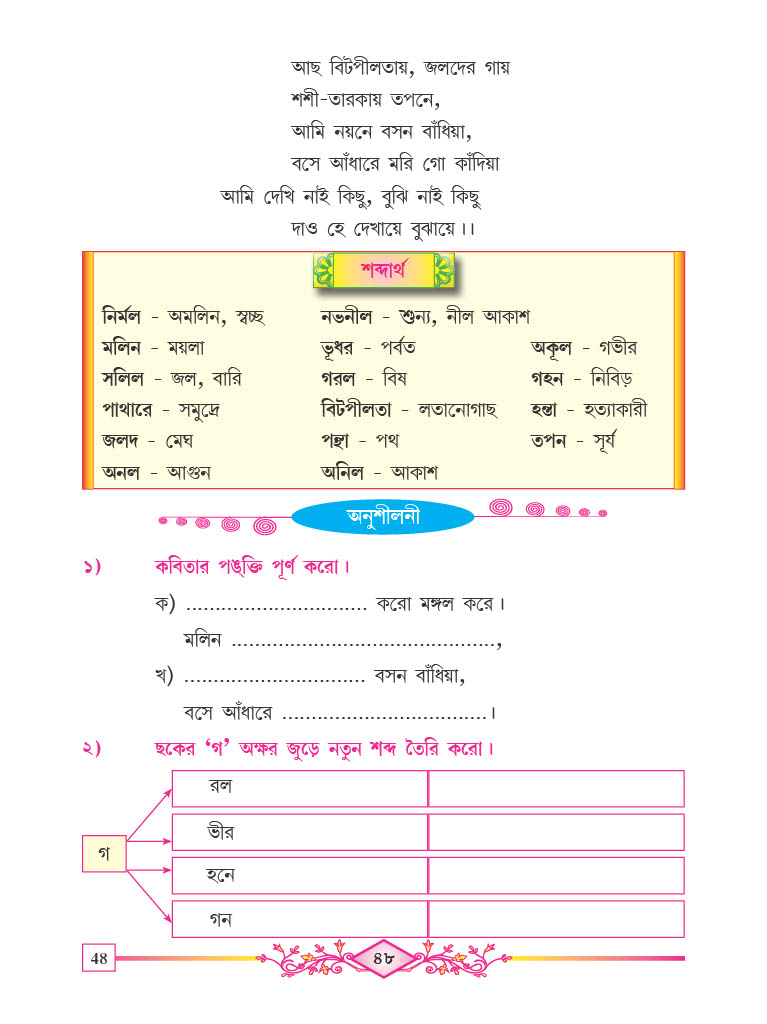 আছ বিটপীলতায়, জলদের গায়
শশী-তারকায় তপনে,
আমি নয়নে বসন বাঁধিয়া,
বসে আঁধারে মরি গো কাঁদিয়া
আমি দেখি নাই কিছু, বুঝি নাই কিছু
দাও হে দেখায়ে বুঝায়ে।।
শব্দার্থ
নির্মল - অমলিন, স্বচ্ছ নভনীল - শুন্য, নীল আকাশ
মলিন - ময়লা ভূধর - পর্বত অকূল - গভীর
সলিল - জল, বারি গরল - বিষ গহন - নিবিড়
পাথারে - সমুদ্রে বিটপীলতা - লতানোগাছ হন্তা - হত্যাকারী
জলদ - মেঘ পন্থা - পথ তপন - সূর্য
অনল - আগুন অনিল - আকাশ
অনুশীলনী
১) কবিতার পঙ্‌ক্তি পূর্ণ করো।
ক) ............................... করো মঙ্গল করে।
মলিন .............................................,
খ) ............................... বসন বাঁধিয়া,
বসে আঁধারে ...................................।
২) ছকের ‘গ’ অক্ষর জুড়ে নতুন শব্দ তৈরি করো।
রল
ভীর
গ
হনে
গন
48 ৪৮